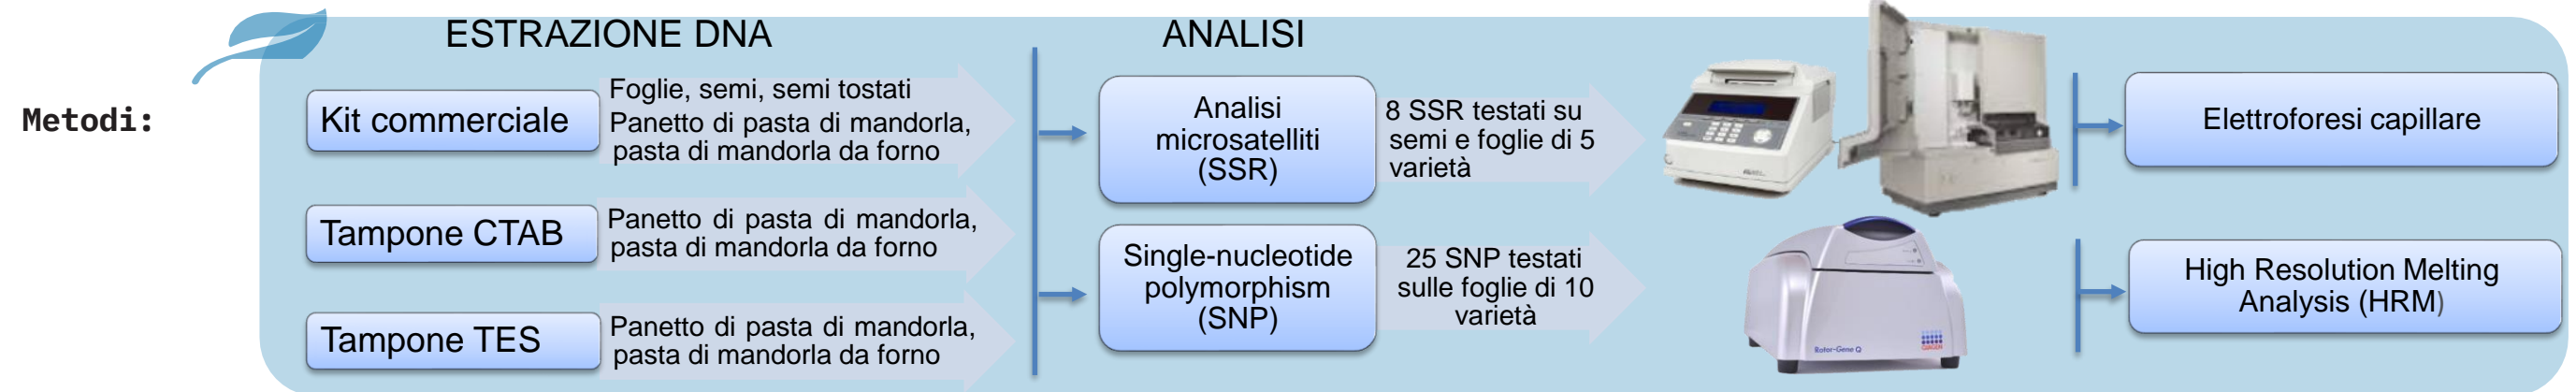 Metodi:
ESTRAZIONE DNA
Kit commerciale
Foglie, semi, semi tostati
Panetto di pasta di mandorla,
pasta di mandorla da forno
Tampone CTAB
Panetto di pasta di mandorla,
pasta di mandorla da forno
Tampone TES
Panetto di pasta di mandorla,
pasta di mandorla da forno
ANALISI
Analisi
microsatelliti
(SSR)
8 SSR testati su
semi e foglie di 5
varietà
Elettroforesi capillare
Single-nucleotide
polymorphism
(SNP)
25 SNP testati
sulle foglie di 10
varietà
Rotor-Gene Q
QIAGEN
High Resolution Melting
Analysis (HRM)